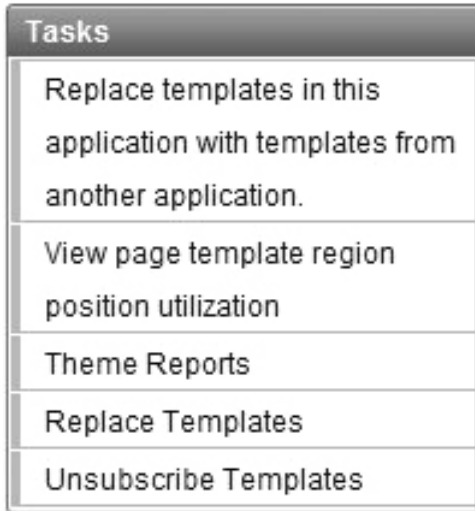 Tasks
Replace templates in this
application with templates from
another application.
View page template region
position utilization
Theme Reports
Replace Templates
Unsubscribe Templates